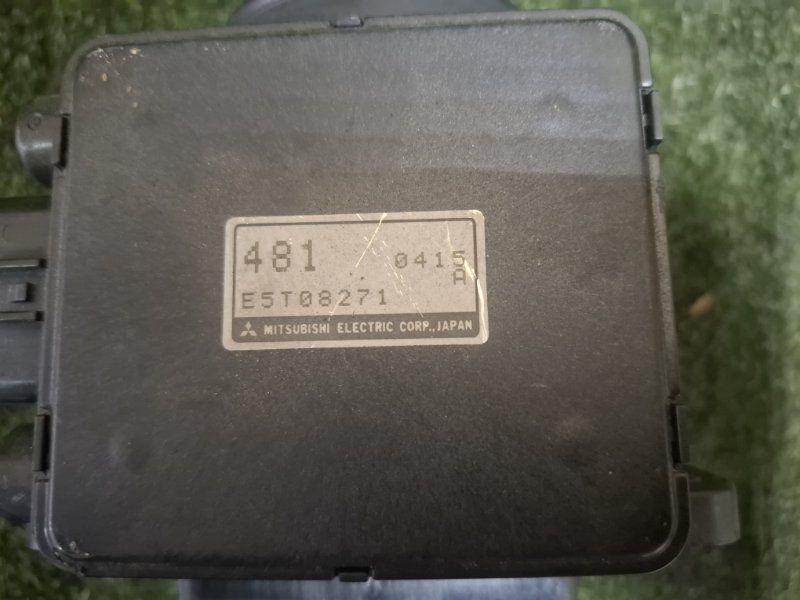 481 0415
A
E5T08271
MITSUBISHI ELECTRIC CORP., JAPAN